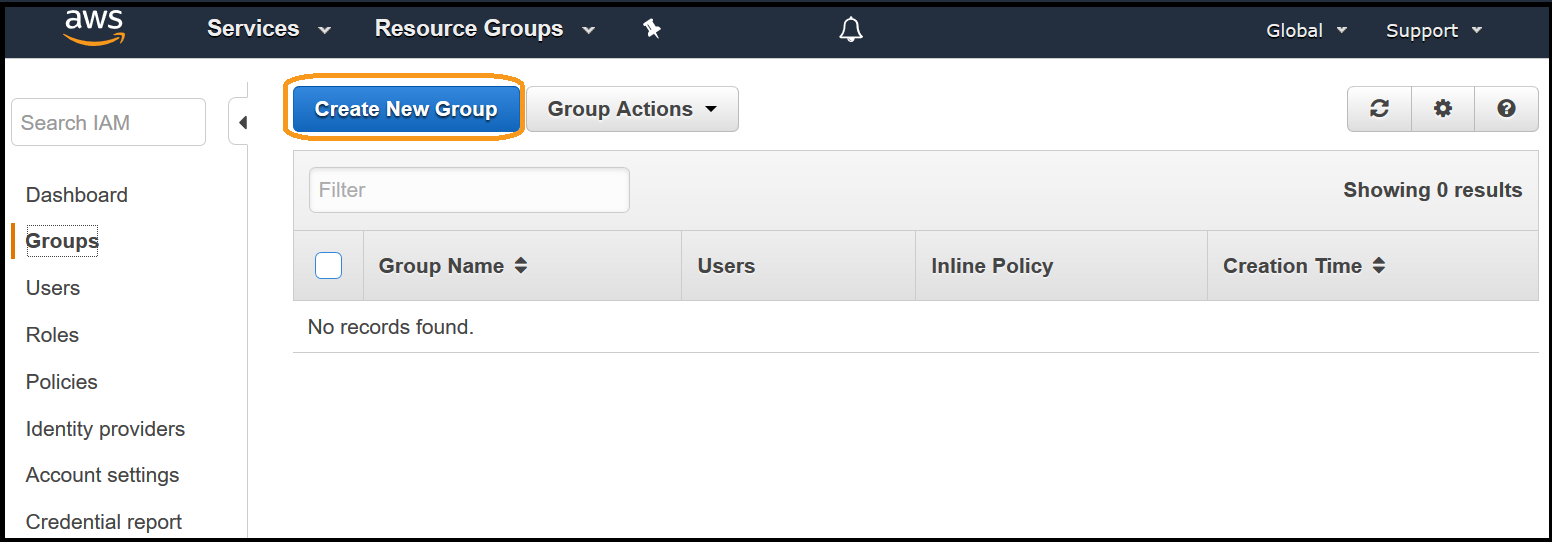 aws Services Resource Groups Global Support
Search IAM
Create New Group Group Actions
Filter
Showing 0 results
Group Name Users Inline Policy Creation Time
No records found.
Dashboard
Groups
Users
Roles
Policies
Identity providers
Account settings
Credential report